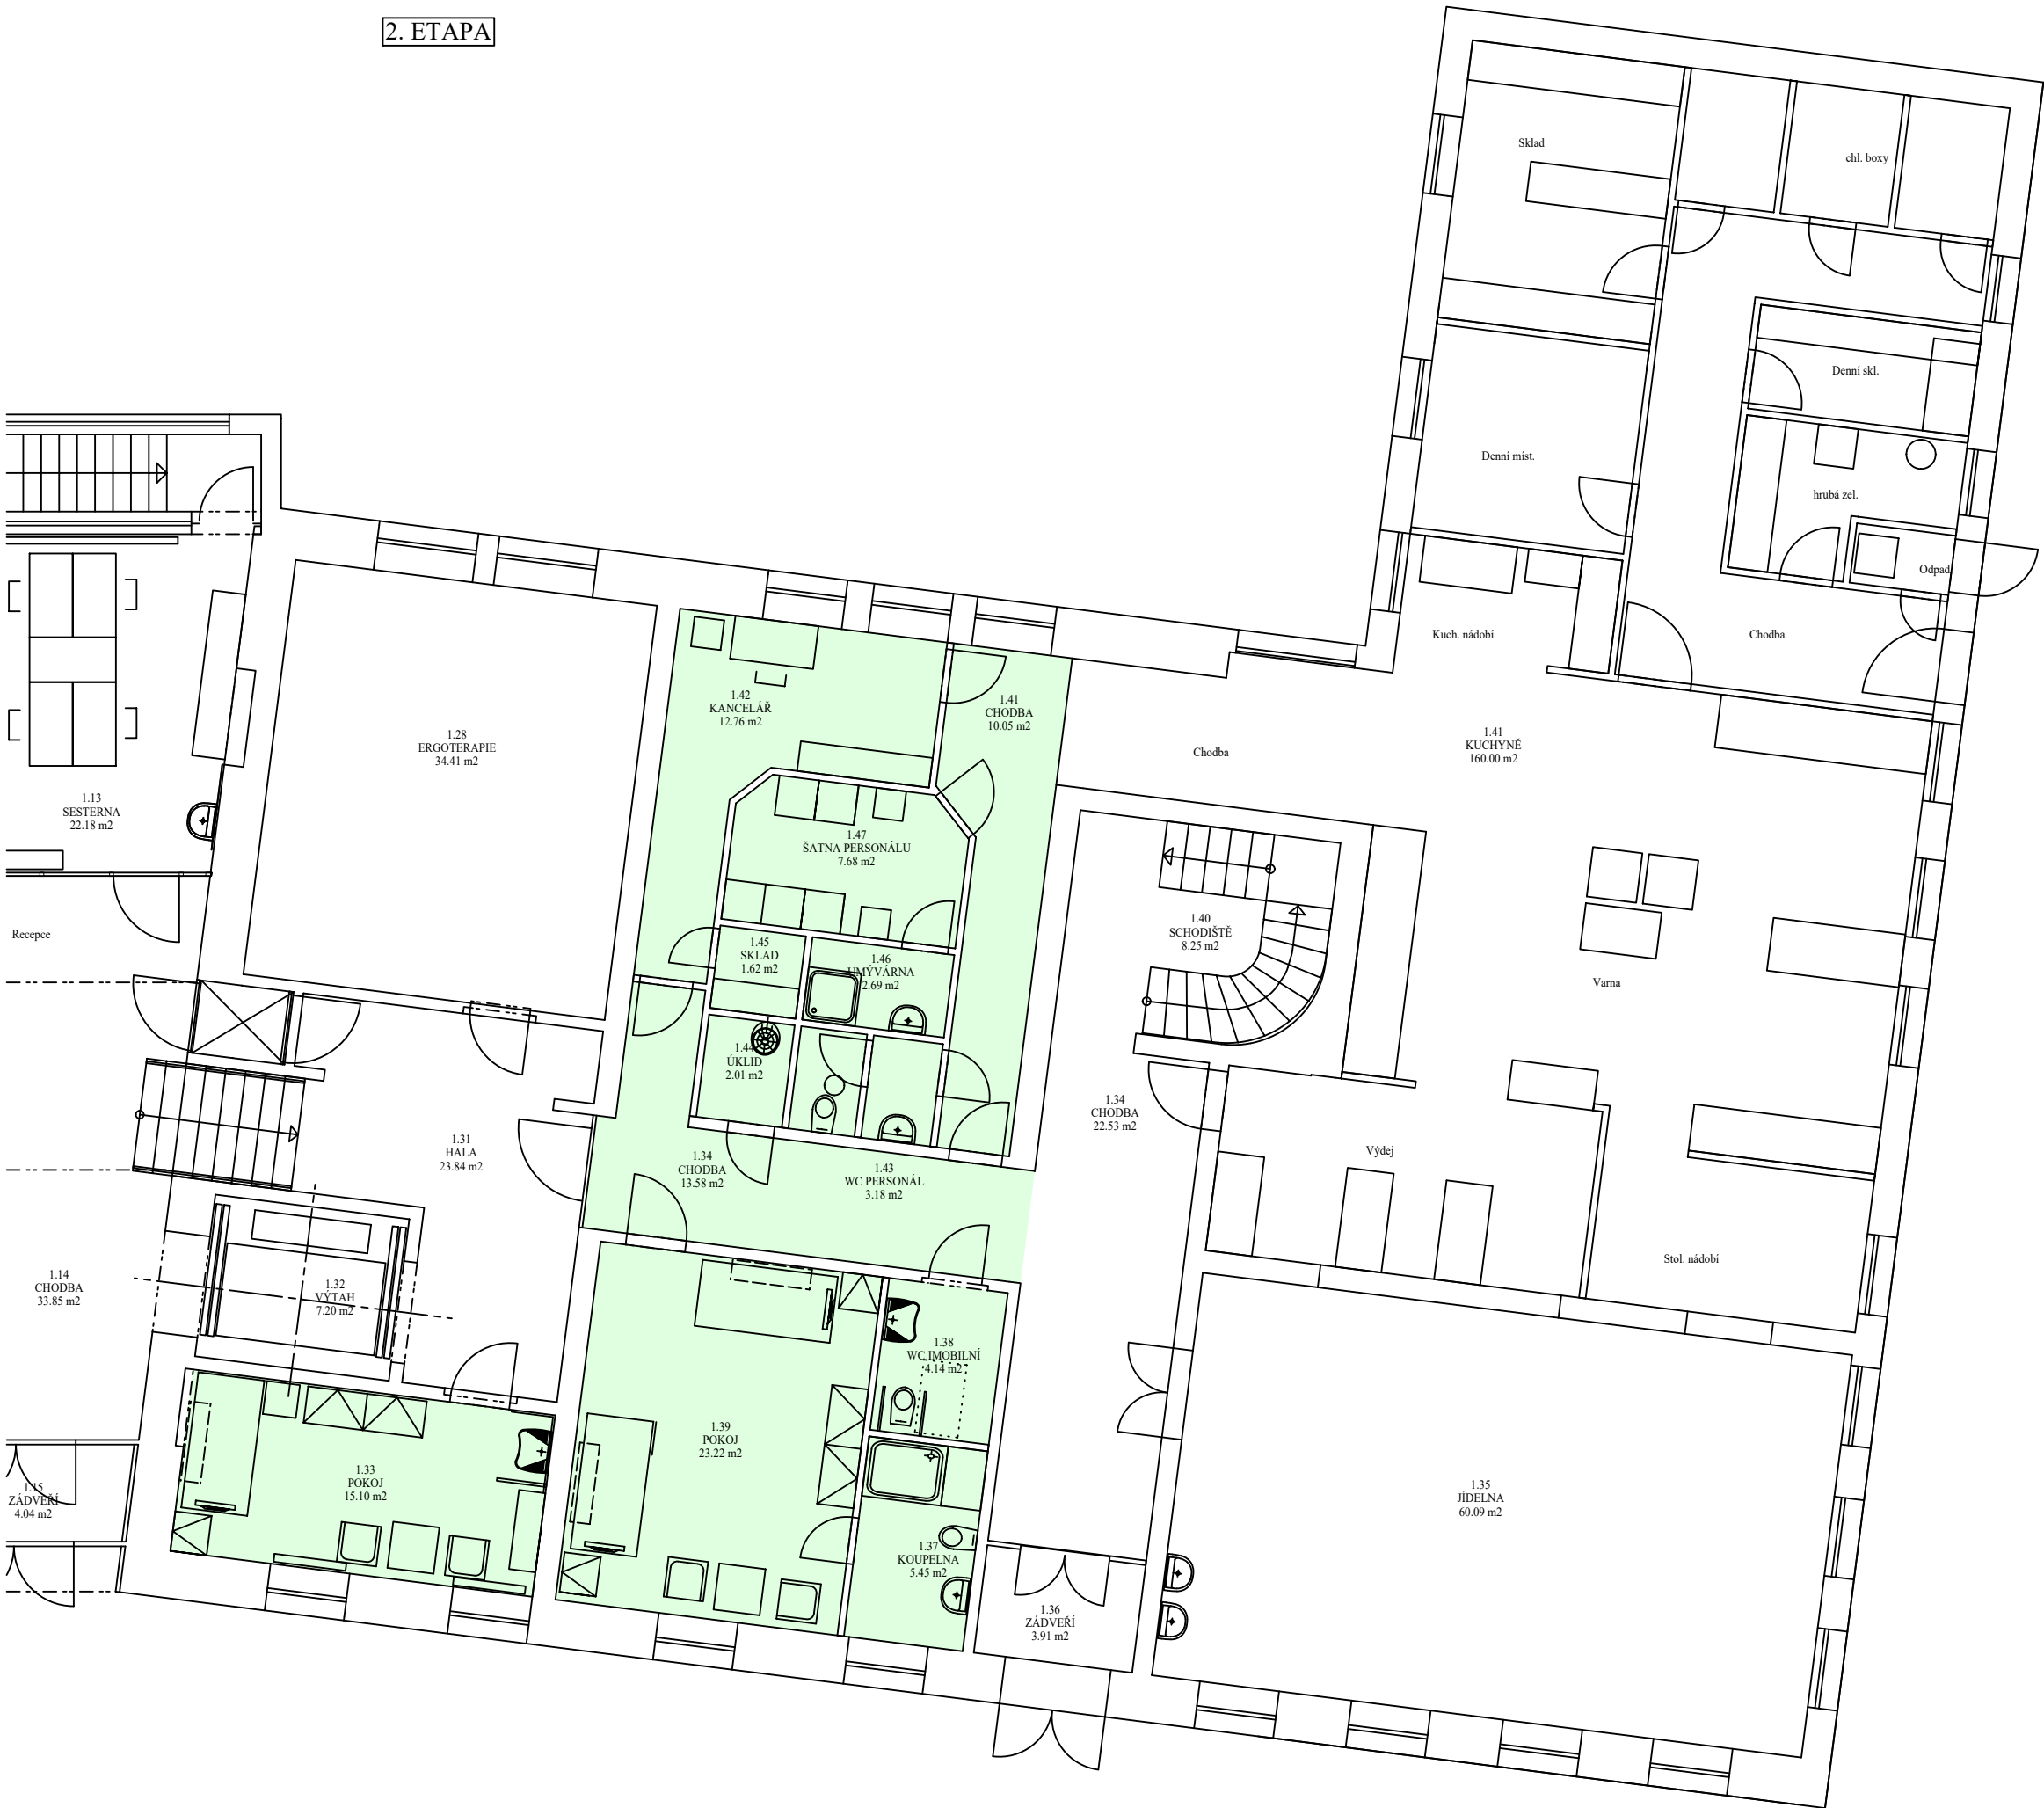 2. ETAPA
Sklad
chl. boxy
Denní skl.
Denní míst.
hrubá zel.
Odpad
Kuch. nádobí
Chodba
1.42
KANCELÁŘ
12.76 m2
1.41
CHODBA
10.05 m2
1.28
ERGOTERAPIE
34.41 m2
Chodba
1.41
KUCHYNĚ
160.00 m2
1.13
SESTERNA
22.18 m2
1.47
ŠATNA PERSONÁLU
7.68 m2
Recepce
1.45
SKLAD
1.62 m2
1.46
UMÝVÁRNA
2.69 m2
1.40
SCHODIŠTĚ
8.25 m2
Varna
1.44
ÚKLID
2.01 m2
1.34
CHODBA
22.53 m2
1.31
HALA
23.84 m2
1.34
CHODBA
13.58 m2
1.43
WC PERSONÁL
3.18 m2
Výdej
Stol. nádobí
1.14
CHODBA
33.85 m2
1.32
VÝTAH
7.20 m2
1.38
WC IMOBILNÍ
4.14 m2
1.39
POKOJ
23.22 m2
1.33
POKOJ
15.10 m2
1.15
ZÁDVEŘÍ
4.04 m2
1.35
JÍDELNA
60.09 m2
1.37
KOUPELNA
5.45 m2
1.36
ZÁDVEŘÍ
3.91 m2